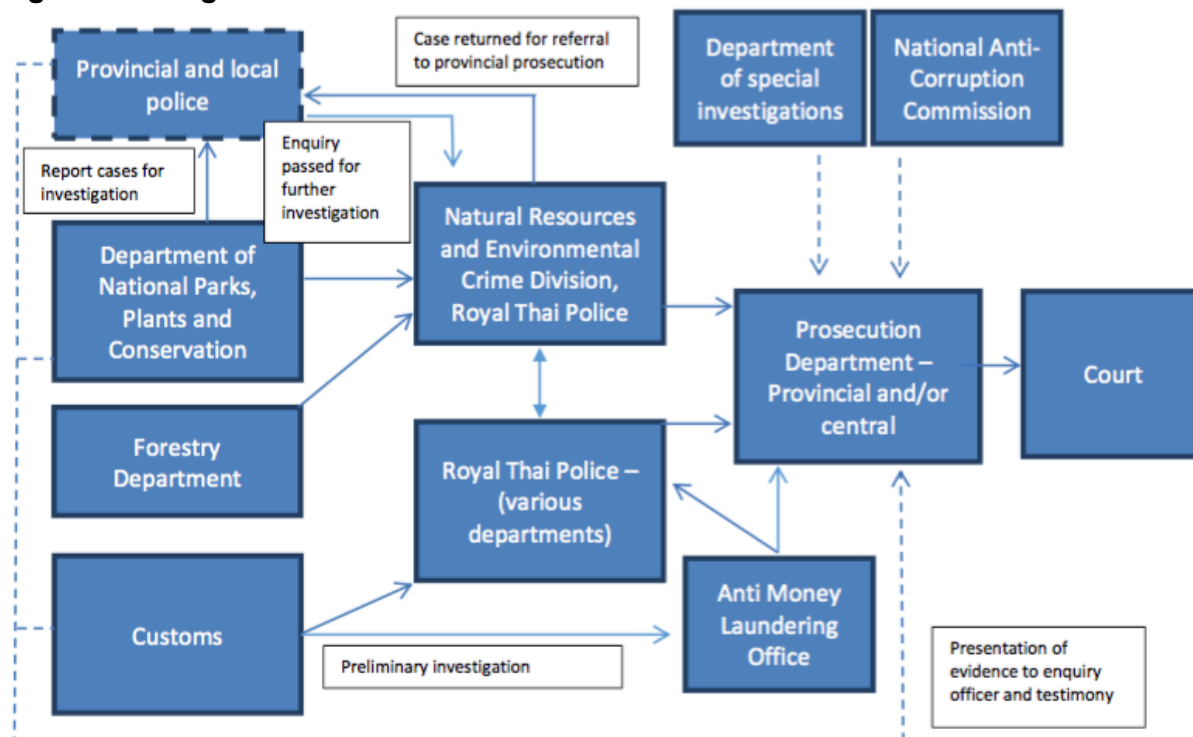 Case returned for referral
to provincial prosecution
Department
of special
investigations
National Anti-
Corruption
Commission
Provincial and local
police
Enquiry
passed for
further
investigation
Report cases for
investigation
Natural Resources
and Environmental
Crime Division,
Royal Thai Police
Department of
National Parks,
Plants and
Conservation
Prosecution
Department –
Provincial and/or
central
Court
Forestry
Department
Royal Thai Police –
(various
departments)
Customs
Anti Money
Laundering
Office
Preliminary investigation
Presentation of
evidence to enquiry
officer and testimony